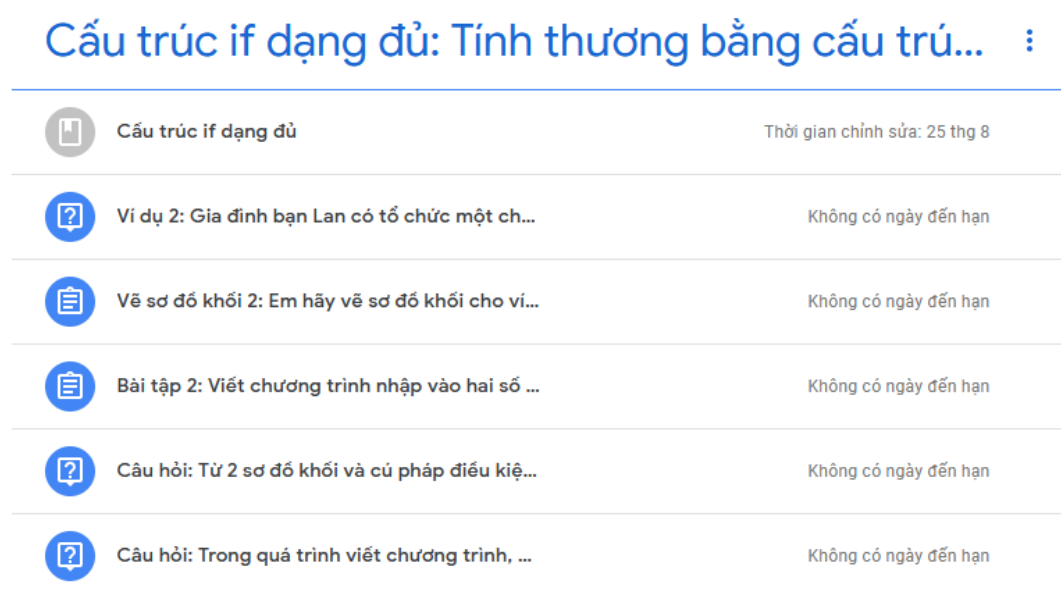 Cấu trúc if dạng đủ: Tính thương bằng cấu trú...
Cấu trúc if dạng đủ Thời gian chỉnh sửa: 25 thg 8
Ví dụ 2: Gia đình bạn Lan có tổ chức một ch... Không có ngày đến hạn
Vẽ sơ đồ khối 2: Em hãy vẽ sơ đồ khối cho ví... Không có ngày đến hạn
Bài tập 2: Viết chương trình nhập vào hai số ... Không có ngày đến hạn
Câu hỏi: Từ 2 sơ đồ khối và cú pháp điều kiệ... Không có ngày đến hạn
Câu hỏi: Trong quá trình viết chương trình, ... Không có ngày đến hạn